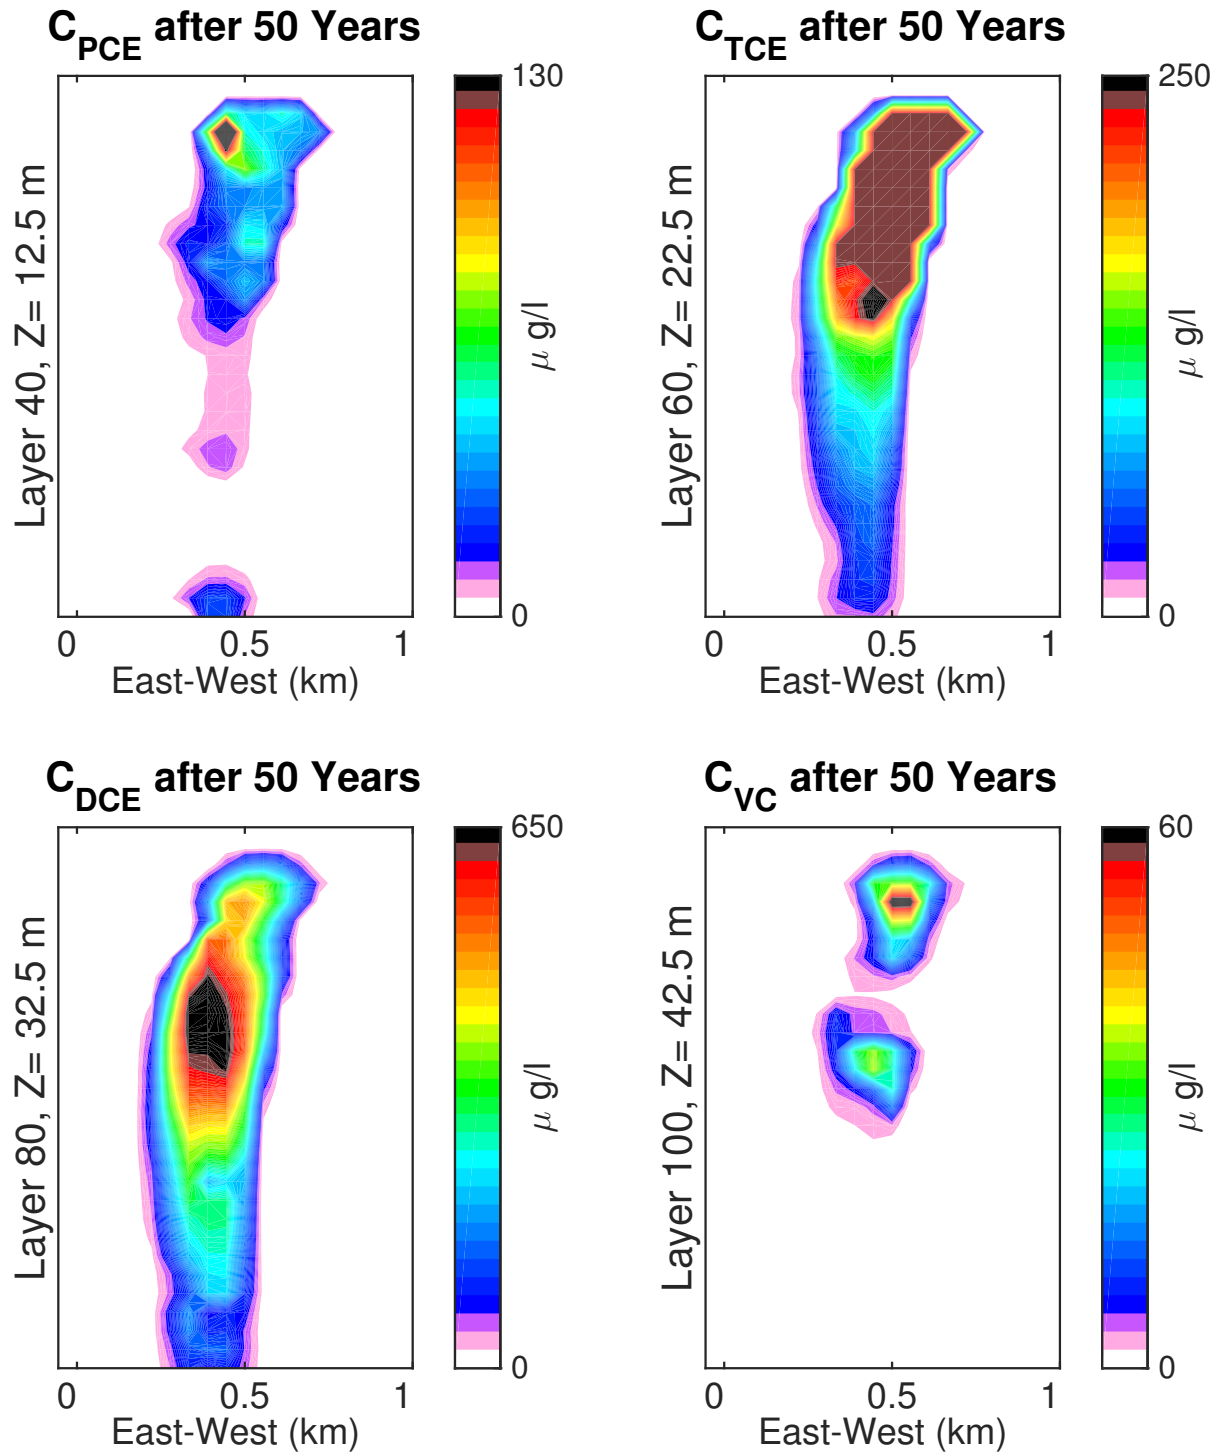 C_PCE after 50 Years
Layer 40, Z= 12.5 m
130
0
μ g/l
0 0.5 1
East-West (km)
C_TCE after 50 Years
Layer 60, Z= 22.5 m
250
0
μ g/l
0 0.5 1
East-West (km)
C_DCE after 50 Years
Layer 80, Z= 32.5 m
650
0
μ g/l
0 0.5 1
East-West (km)
C_VC after 50 Years
Layer 100, Z= 42.5 m
60
0
μ g/l
0 0.5 1
East-West (km)